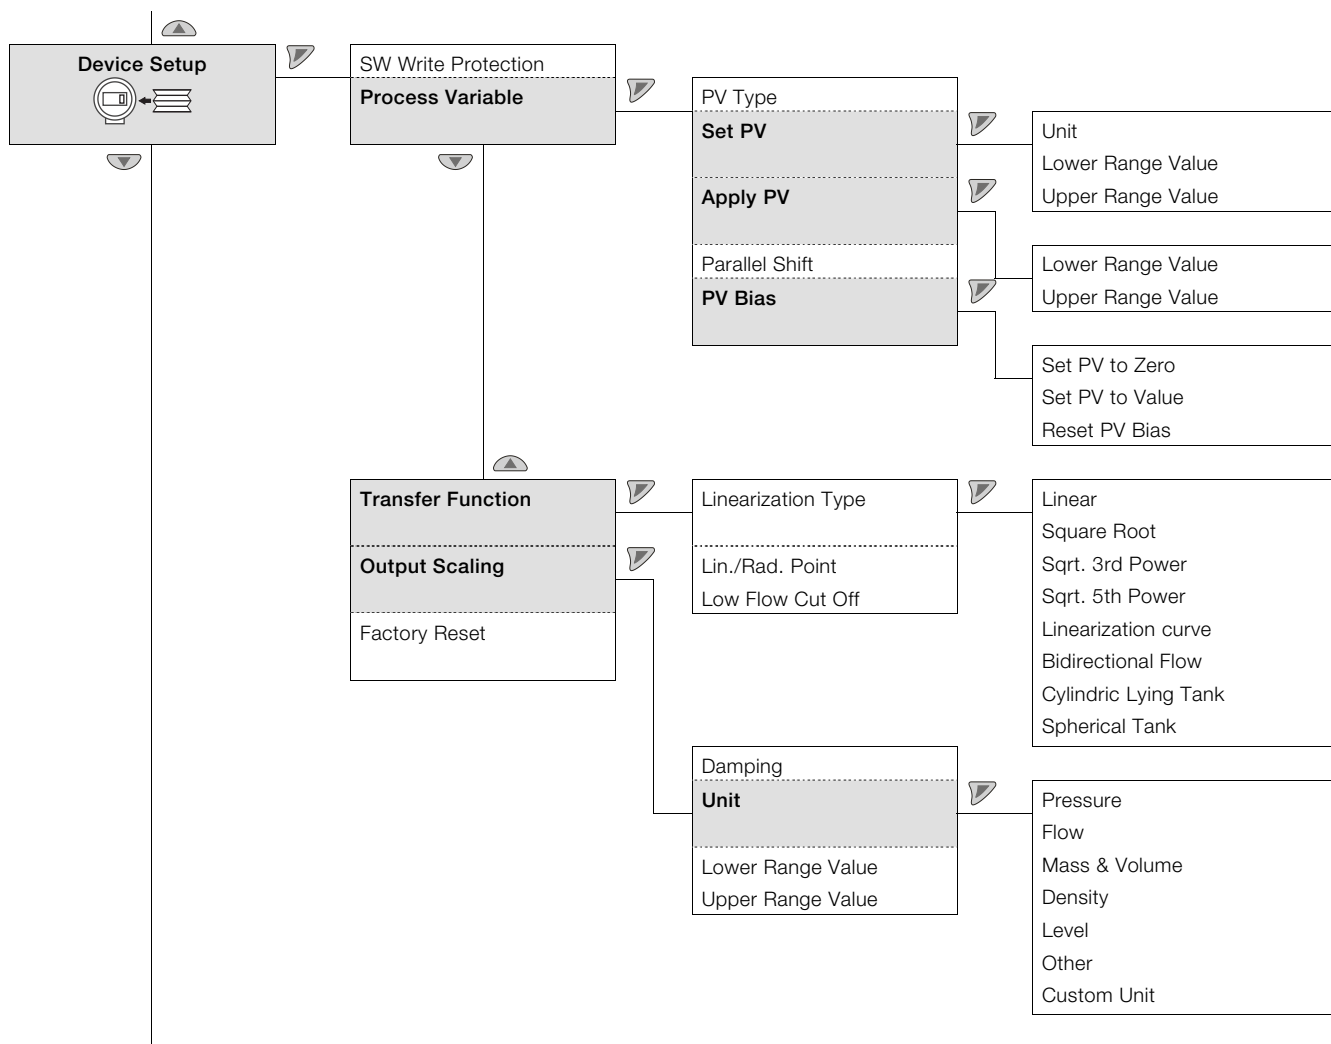 Device Setup
SW Write Protection
Process Variable
PV Type
Set PV
Apply PV
Parallel Shift
PV Bias
Unit
Lower Range Value
Upper Range Value
Lower Range Value
Upper Range Value
Set PV to Zero
Set PV to Value
Reset PV Bias
Transfer Function
Output Scaling
Factory Reset
Linearization Type
Lin./Rad. Point
Low Flow Cut Off
Linear
Square Root
Sqrt. 3rd Power
Sqrt. 5th Power
Linearization curve
Bidirectional Flow
Cylindric Lying Tank
Spherical Tank
Damping
Unit
Lower Range Value
Upper Range Value
Pressure
Flow
Mass & Volume
Density
Level
Other
Custom Unit